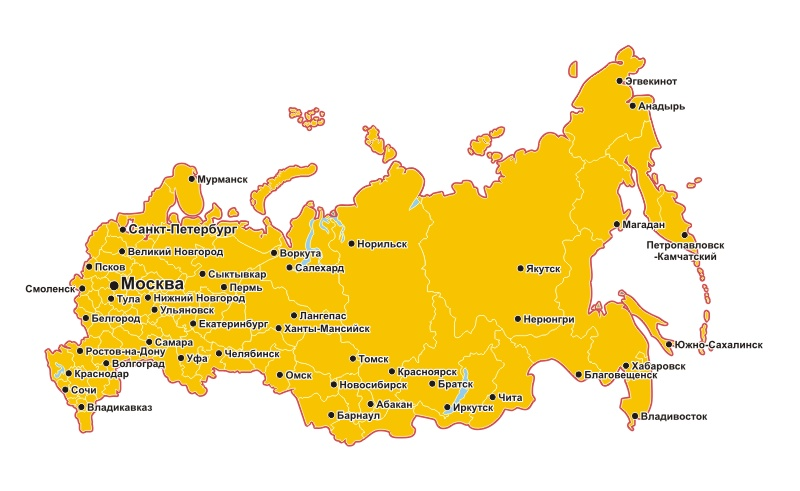 Эгвекинот
Анадырь
Мурманск
Магадан
Санкт-Петербург
Петропавловск
-Камчатский
Норильск
Великий Новгород
Воркута
Псков
Салехард
Якутск
Сыктывкар
Москва
Пермь
Смоленск
Тула
Нижний Новгород
Ульяновск
Лангепас
Белгород
Нерюнгри
Екатеринбург
Ханты-Мансийск
Самара
Южно-Сахалинск
Ростов-на-Дону
Челябинск
Уфа
Томск
Волгоград
Хабаровск
Краснодар
Красноярск
Омск
Благовещенск
Новосибирск
Братск
Сочи
Чита
Абакан
Владикавказ
Иркутск
Барнаул
Владивосток